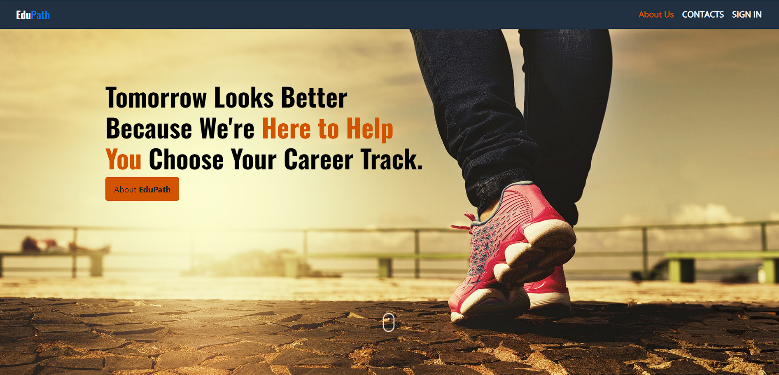 EduPath
About Us CONTACTS SIGN IN
Tomorrow Looks Better
Because We're Here to Help
You Choose Your Career Track.
About EduPath